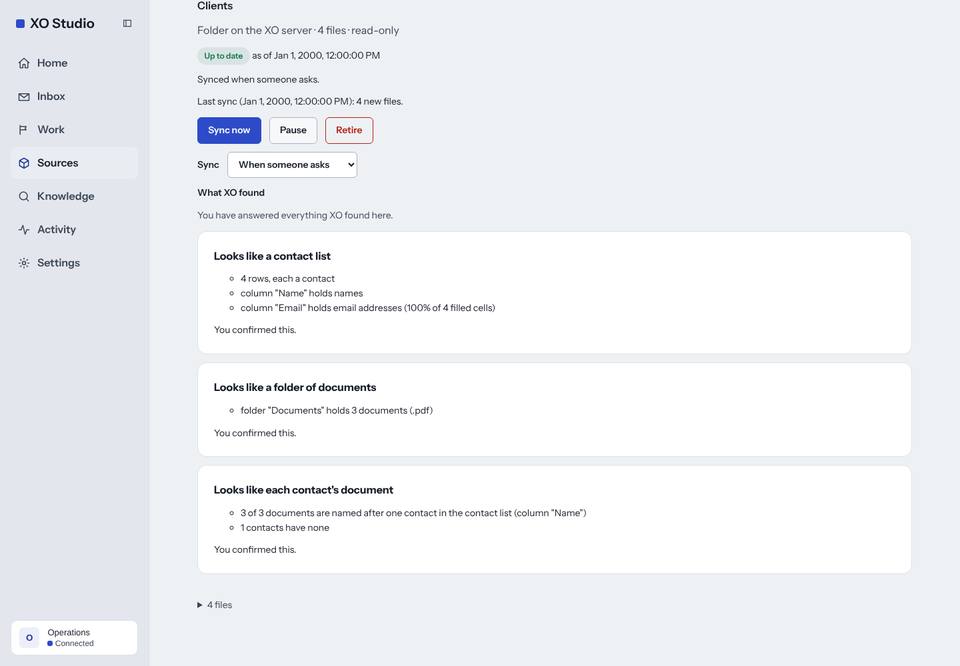 XO Studio
Home
Inbox
Work
Sources
Knowledge
Activity
Settings
O
Operations
Connected
Clients
Folder on the XO server · 4 files · read-only
Up to date as of Jan 1, 2000, 12:00:00 PM
Synced when someone asks.
Last sync (Jan 1, 2000, 12:00:00 PM): 4 new files.
Sync now Pause Retire
Sync When someone asks
What XO found
You have answered everything XO found here.
Looks like a contact list
4 rows, each a contact
column "Name" holds names
column "Email" holds email addresses (100% of 4 filled cells)
You confirmed this.
Looks like a folder of documents
folder "Documents" holds 3 documents (.pdf)
You confirmed this.
Looks like each contact's document
3 of 3 documents are named after one contact in the contact list (column "Name")
1 contacts have none
You confirmed this.
4 files